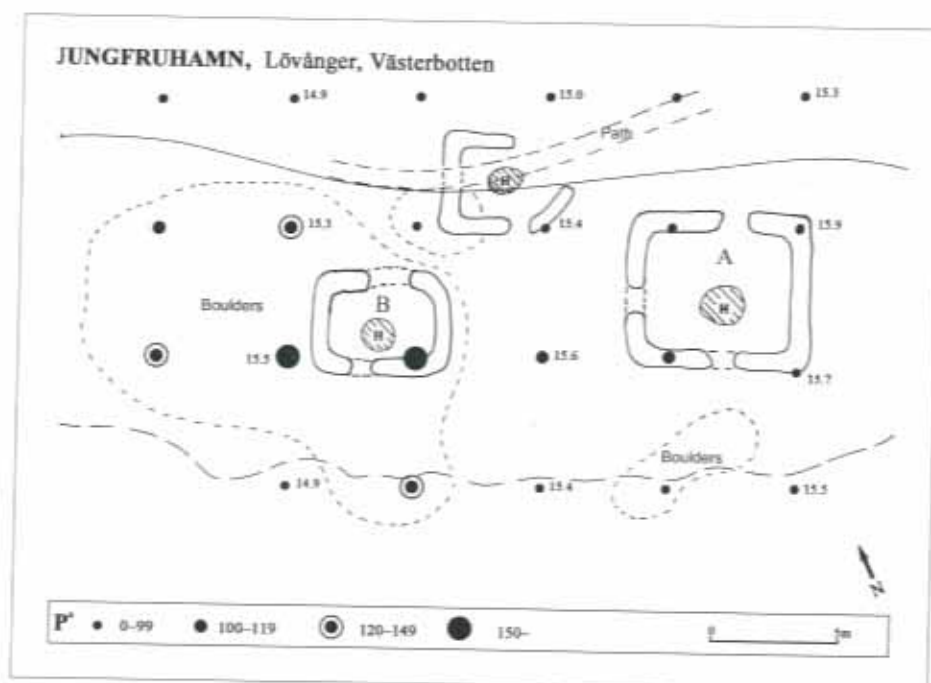 JUNGFRUHAMN, Lövånger, Västerbotten
14.9 15.0 15.3
Path
H
15.3 15.4 15.9
A
Boulders B
H H
15.5 15.6
15.7
Boulders
14.9 15.4 15.5
N
P° 0–99 100–119 120–149 150– 0 5m